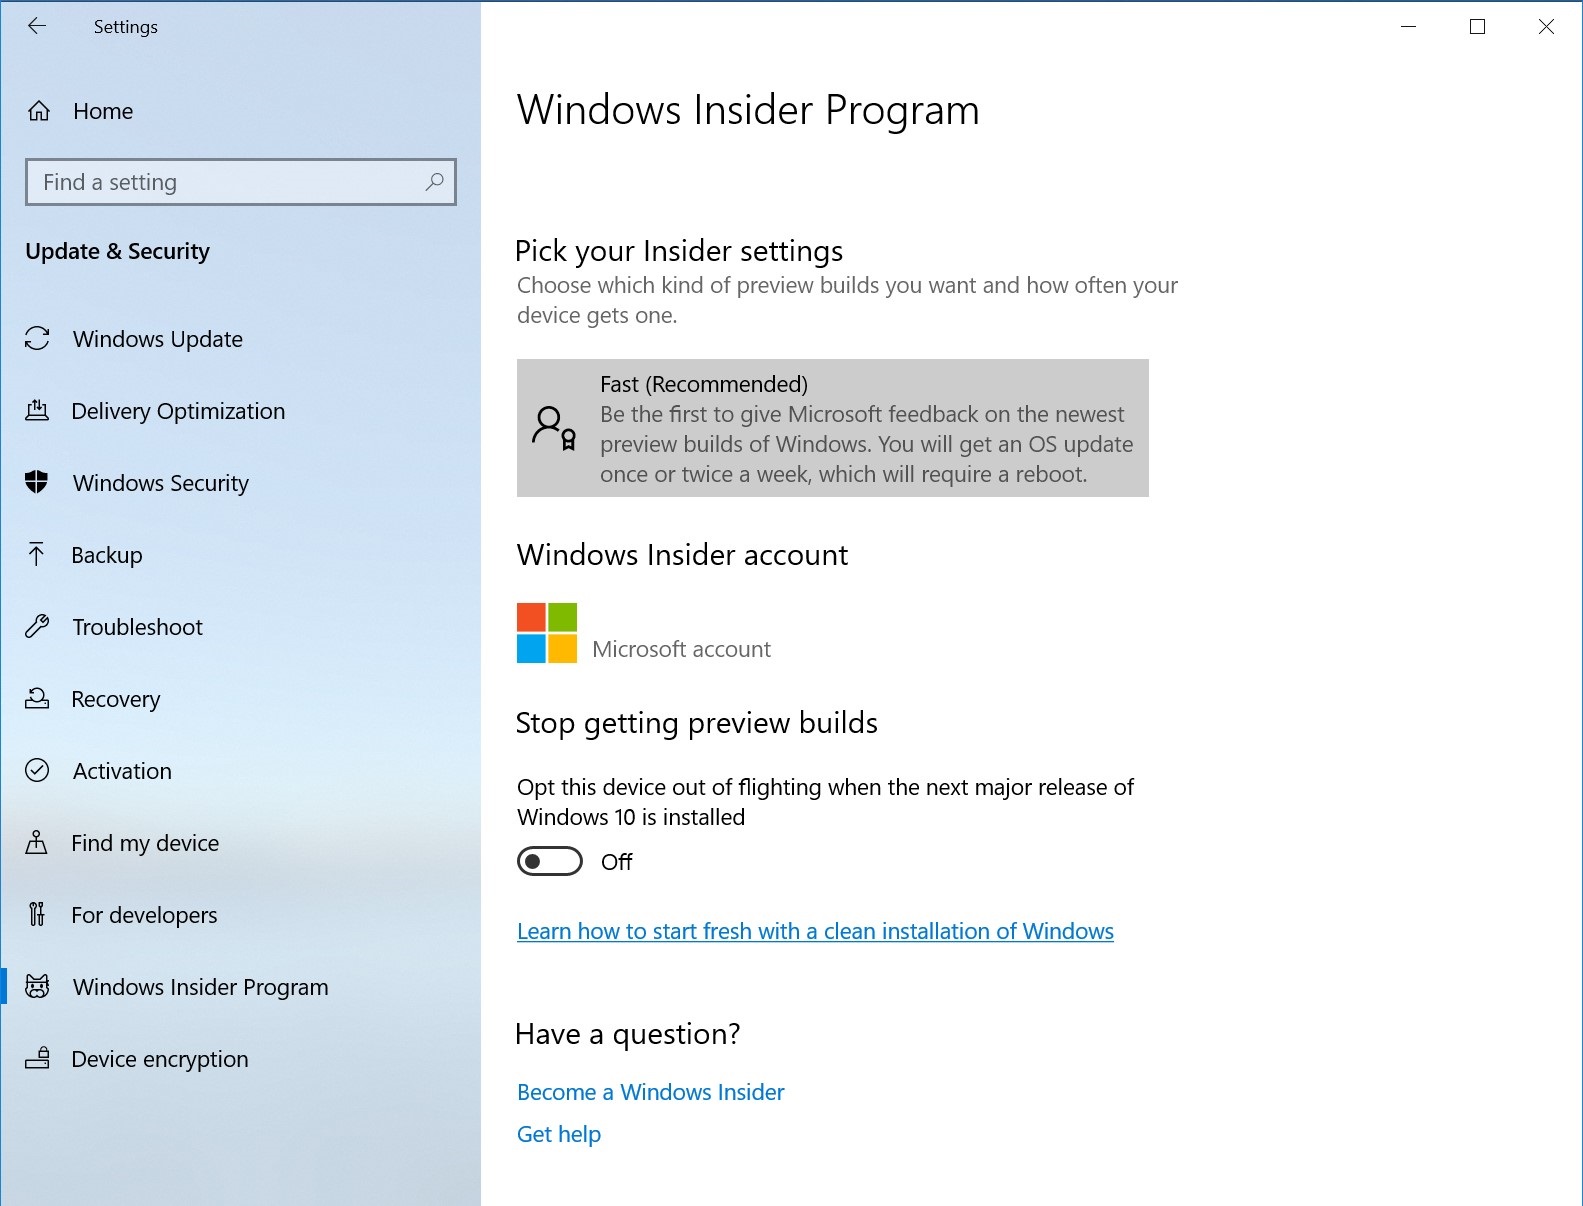 Settings
Home
Find a setting
Update & Security
Windows Update
Delivery Optimization
Windows Security
Backup
Troubleshoot
Recovery
Activation
Find my device
For developers
Windows Insider Program
Device encryption
Windows Insider Program
Pick your Insider settings
Choose which kind of preview builds you want and how often your
device gets one.
Fast (Recommended)
Be the first to give Microsoft feedback on the newest
preview builds of Windows. You will get an OS update
once or twice a week, which will require a reboot.
Windows Insider account
Microsoft account
Stop getting preview builds
Opt this device out of flighting when the next major release of
Windows 10 is installed
Off
Learn how to start fresh with a clean installation of Windows
Have a question?
Become a Windows Insider
Get help